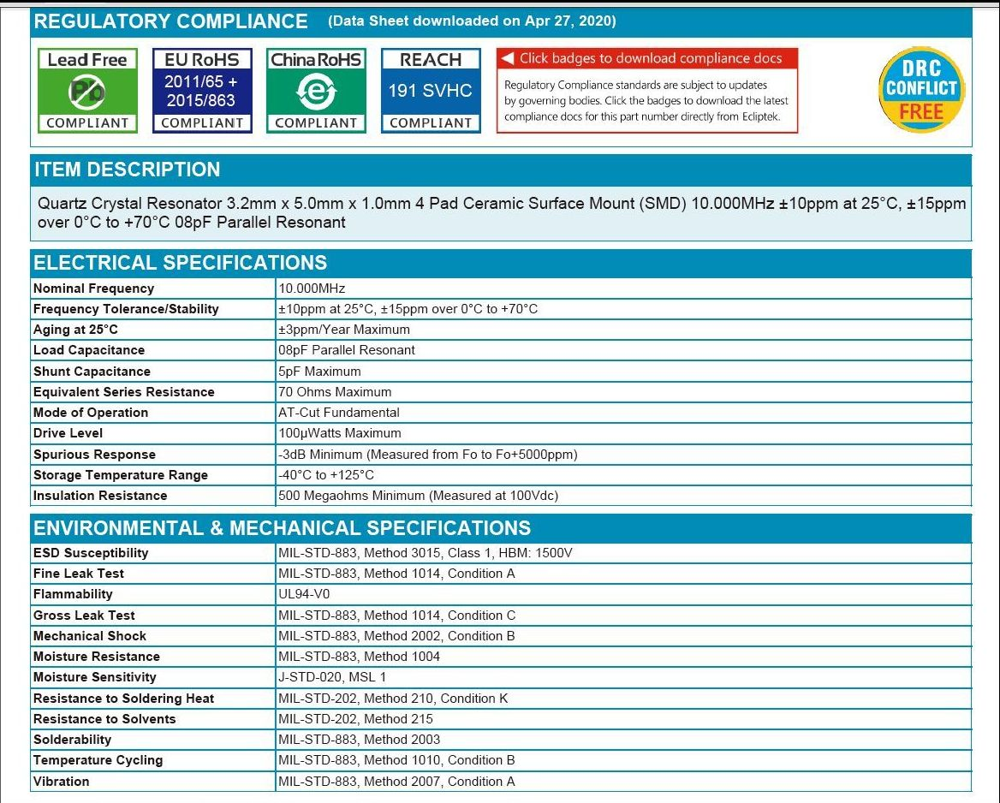 REGULATORY COMPLIANCE (Data Sheet downloaded on Apr 27, 2020)
Lead Free
Pb
COMPLIANT
EU RoHS
2011/65 +
2015/863
COMPLIANT
China RoHS
e
COMPLIANT
REACH
191 SVHC
COMPLIANT
Click badges to download compliance docs
Regulatory Compliance standards are subject to updates
by governing bodies. Click the badges to download the latest
compliance docs for this part number directly from Ecliptek.
DRC
CONFLICT
FREE
ITEM DESCRIPTION
Quartz Crystal Resonator 3.2mm x 5.0mm x 1.0mm 4 Pad Ceramic Surface Mount (SMD) 10.000MHz ±10ppm at 25°C, ±15ppm
over 0°C to +70°C 08pF Parallel Resonant
ELECTRICAL SPECIFICATIONS
Nominal Frequency 10.000MHz
Frequency Tolerance/Stability ±10ppm at 25°C, ±15ppm over 0°C to +70°C
Aging at 25°C ±3ppm/Year Maximum
Load Capacitance 08pF Parallel Resonant
Shunt Capacitance 5pF Maximum
Equivalent Series Resistance 70 Ohms Maximum
Mode of Operation AT-Cut Fundamental
Drive Level 100µWatts Maximum
Spurious Response -3dB Minimum (Measured from Fo to Fo+5000ppm)
Storage Temperature Range -40°C to +125°C
Insulation Resistance 500 Megaohms Minimum (Measured at 100Vdc)
ENVIRONMENTAL & MECHANICAL SPECIFICATIONS
ESD Susceptibility MIL-STD-883, Method 3015, Class 1, HBM: 1500V
Fine Leak Test MIL-STD-883, Method 1014, Condition A
Flammability UL94-V0
Gross Leak Test MIL-STD-883, Method 1014, Condition C
Mechanical Shock MIL-STD-883, Method 2002, Condition B
Moisture Resistance MIL-STD-883, Method 1004
Moisture Sensitivity J-STD-020, MSL 1
Resistance to Soldering Heat MIL-STD-202, Method 210, Condition K
Resistance to Solvents MIL-STD-202, Method 215
Solderability MIL-STD-883, Method 2003
Temperature Cycling MIL-STD-883, Method 1010, Condition B
Vibration MIL-STD-883, Method 2007, Condition A